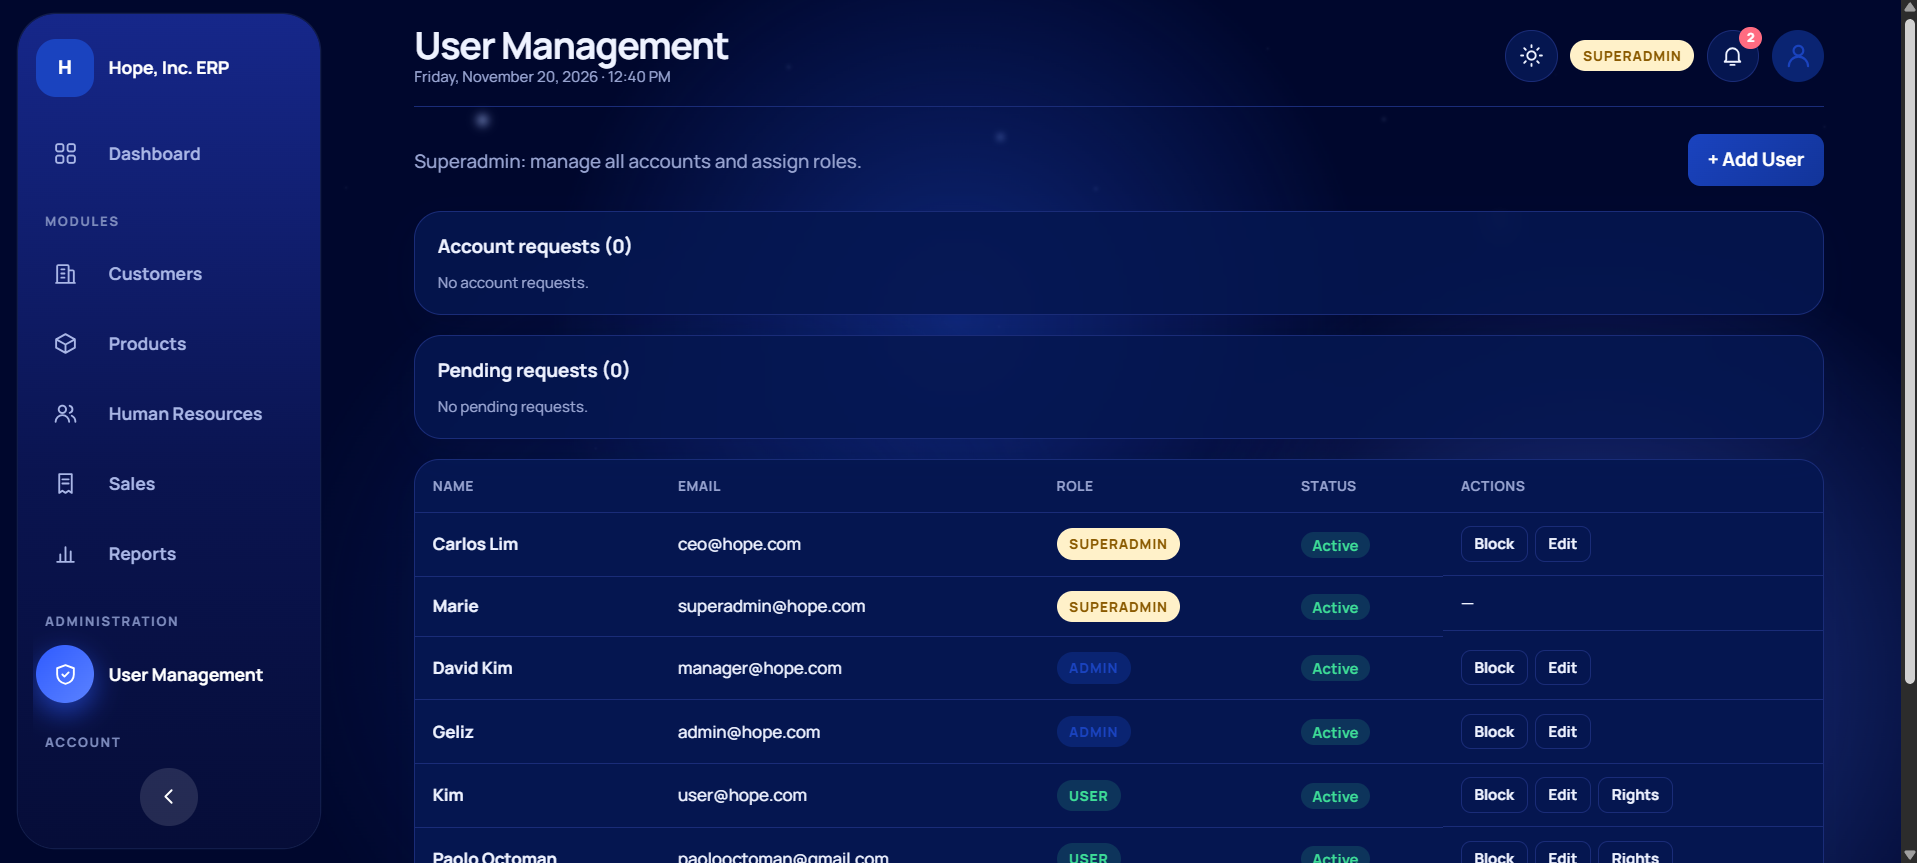 H
Hope, Inc. ERP
Dashboard
MODULES
Customers
Products
Human Resources
Sales
Reports
ADMINISTRATION
User Management
ACCOUNT
User Management
Friday, November 20, 2026 · 12:40 PM
SUPERADMIN
2
Superadmin: manage all accounts and assign roles.
+ Add User
Account requests (0)
No account requests.
Pending requests (0)
No pending requests.
NAME EMAIL ROLE STATUS ACTIONS
Carlos Lim ceo@hope.com SUPERADMIN Active Block Edit
Marie superadmin@hope.com SUPERADMIN Active —
David Kim manager@hope.com ADMIN Active Block Edit
Geliz admin@hope.com ADMIN Active Block Edit
Kim user@hope.com USER Active Block Edit Rights
Paolo Octoman paolooctoman@gmail.com USER Active Block Edit Rights